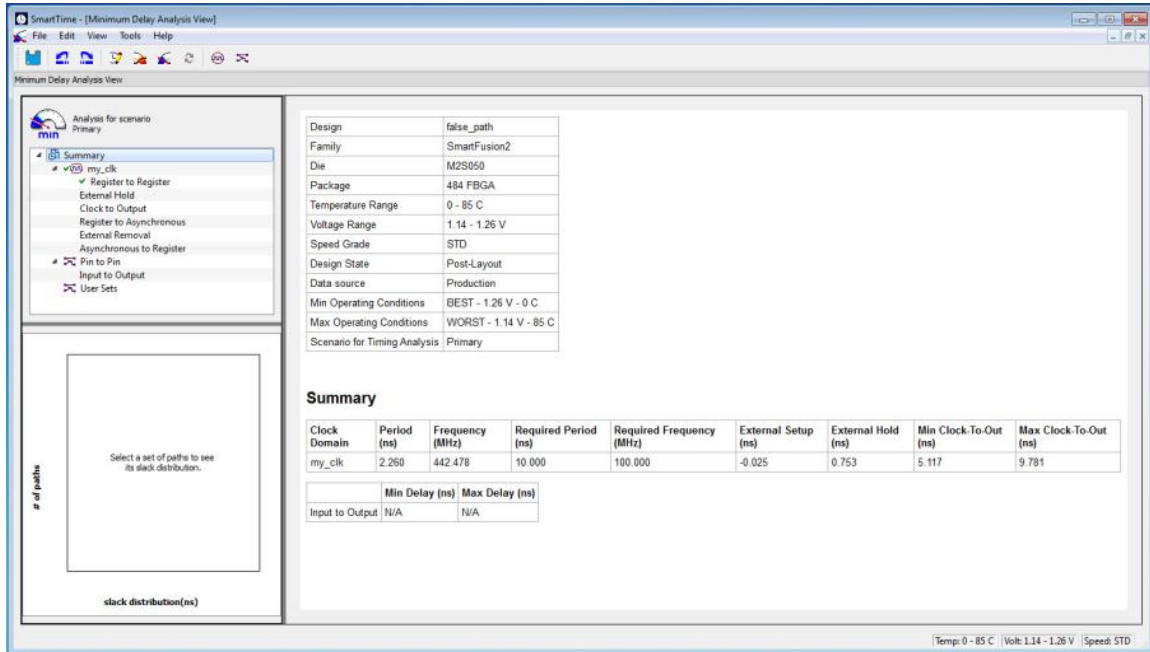 SmartTime - [Minimum Delay Analysis View]
File Edit View Tools Help
Minimum Delay Analysis View
Analysis for scenario
Primary
min
Summary
my_clk
Register to Register
External Hold
Clock to Output
Register to Asynchronous
External Removal
Asynchronous to Register
Pin to Pin
Input to Output
User Sets
# of paths
Select a set of paths to see
its slack distribution.
slack distribution(ns)
Design false_path
Family SmartFusion2
Die M2S050
Package 484 FBGA
Temperature Range 0 - 85 C
Voltage Range 1.14 - 1.26 V
Speed Grade STD
Design State Post-Layout
Data source Production
Min Operating Conditions BEST - 1.26 V - 0 C
Max Operating Conditions WORST - 1.14 V - 85 C
Scenario for Timing Analysis Primary
Summary
Clock Domain Period (ns) Frequency (MHz) Required Period (ns) Required Frequency (MHz) External Setup (ns) External Hold (ns) Min Clock-To-Out (ns) Max Clock-To-Out (ns)
my_clk 2.260 442.478 10.000 100.000 -0.025 0.753 5.117 9.781
Min Delay (ns) Max Delay (ns)
Input to Output N/A N/A
Temp: 0 - 85 C Volt: 1.14 - 1.26 V Speed: STD